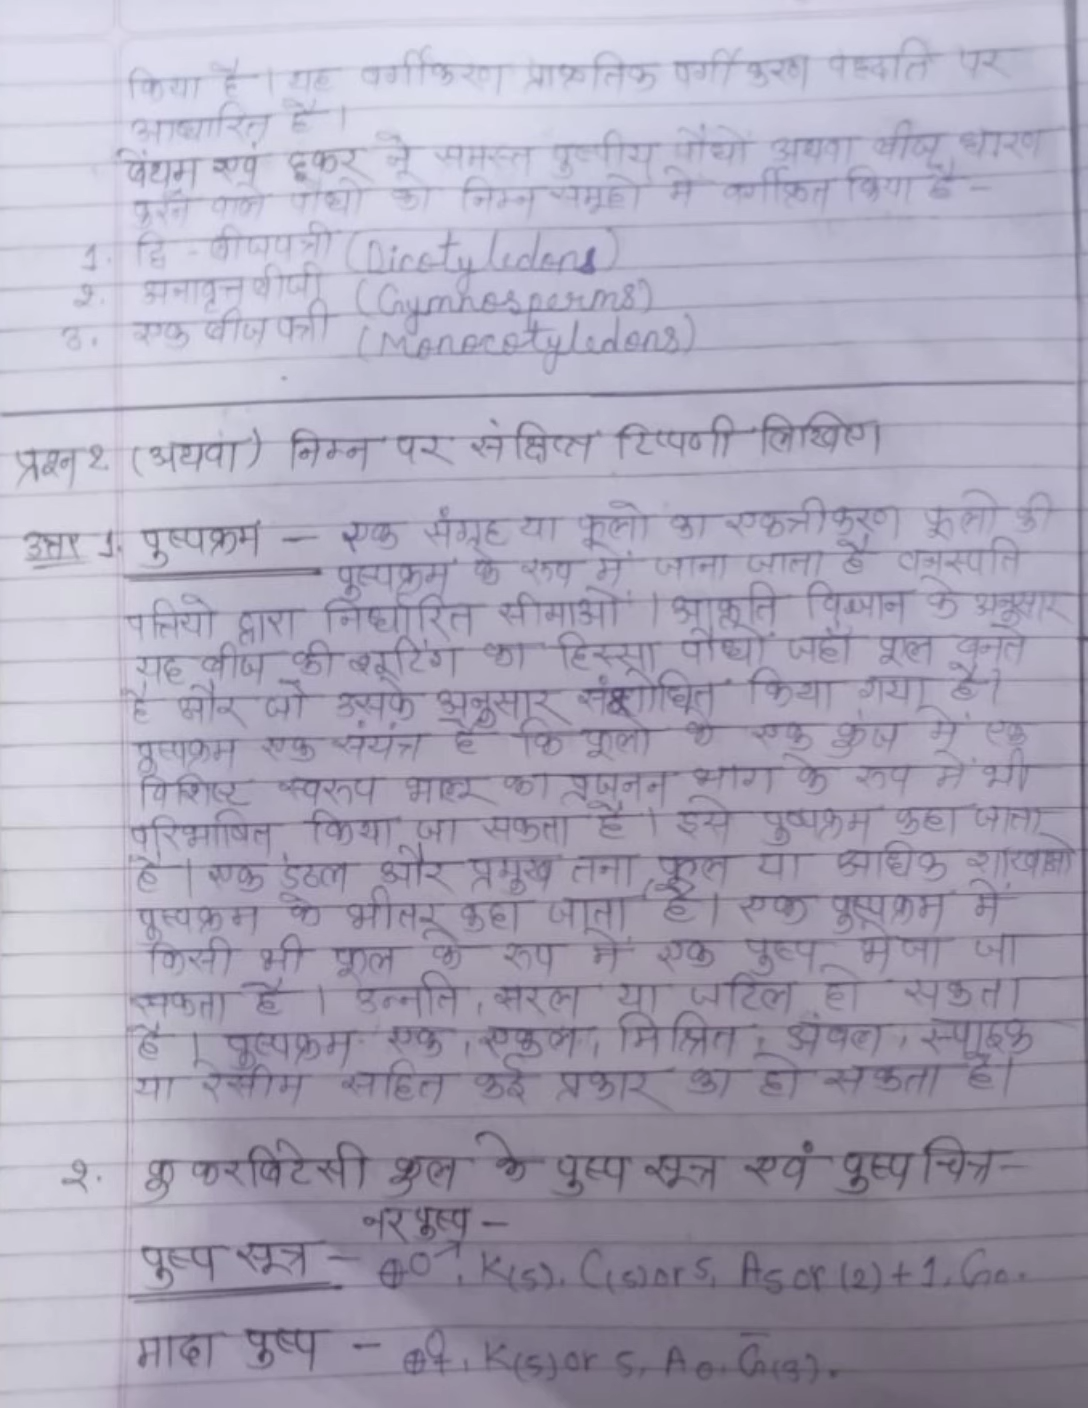 किया है। यह वर्गीकरण प्राकृतिक वर्गीकरण पद्धति पर
आधारित है।
बेंथम एवं हुकर ने समस्त पुष्पीय पौधों अथवा बीज धारण
करने वाले पौधो को निम्न समूहो में वर्गीकृत किया है -
1. द्वि - बीजपत्री (Dicotyledons)
2. अनावृत्तबीजी (Gymnosperms)
3. एक बीजपत्री (Monocotyledons)
प्रश्न 2 (अथवा) निम्न पर संक्षिप्त टिप्पणी लिखिए।
उत्तर 1. पुष्पक्रम – एक संग्रह या फूलो का एकत्रीकरण फूलो की
पुष्पक्रम के रूप में जाना जाता है वनस्पति
पत्तियो द्वारा निर्धारित सीमाओं। आकृति विज्ञान के अनुसार
यह बीज की शूटिंग का हिस्सा पौधों जहाँ फूल बनते
है और जो उसके अनुसार संशोधित किया गया है।
पुष्पक्रम एक संयंत्र है कि फूलो के एक कुंज में एक
विशिष्ट स्वरूप का प्रजनन भाग के रूप में भी
परिभाषित किया जा सकता है। इसे पुष्पक्रम कहा जाता
है। एक डंठल और प्रमुख तना, फूल या अधिक शाखाओ
पुष्पक्रम के भीतर कहा जाता है। एक पुष्पक्रम में
किसी भी फूल के रूप में एक पुष्प भेजा जा
सकता है। उन्नति, सरल या जटिल हो सकता
है। पुष्पक्रम एक, एकल, मिश्रित, स्पाइक
या रेसीम सहित कई प्रकार का हो सकता है।
2. कुकरबिटेसी कुल के पुष्प सूत्र एवं पुष्प चित्र –
नर पुष्प –
पुष्प सूत्र – ⊕♂, K(5), C(5) or 5, A5 or (2) + 1, G0.
मादा पुष्प – ⊕♀, K(5) or 5, A0, G̅(3).